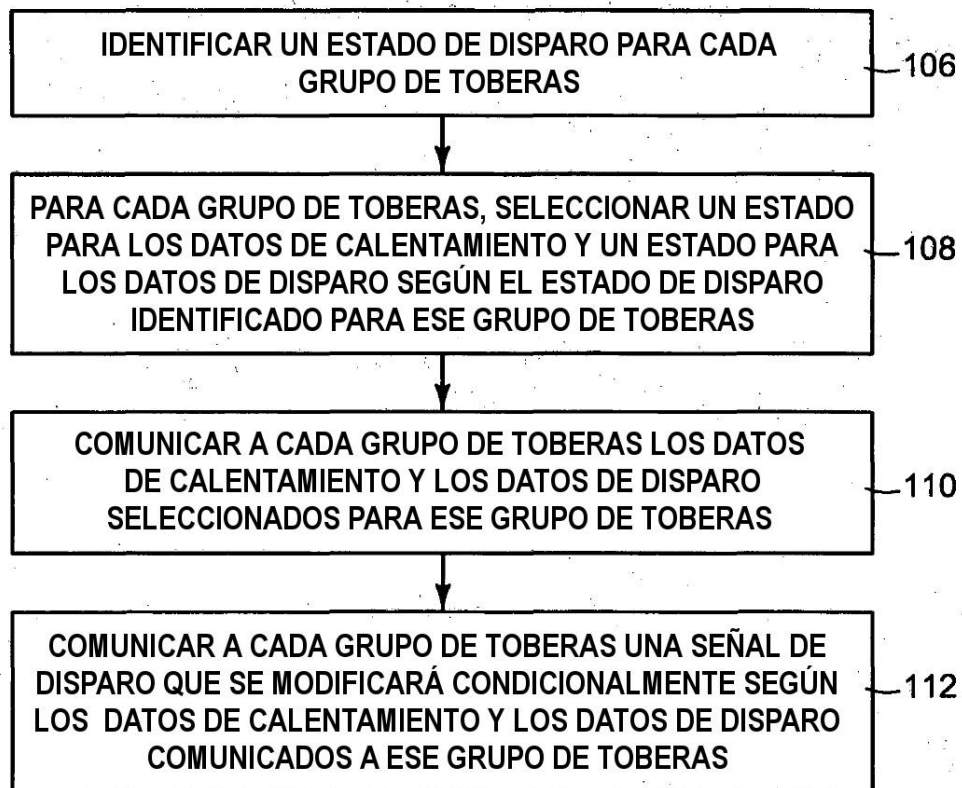 IDENTIFICAR UN ESTADO DE DISPARO PARA CADA
GRUPO DE TOBERAS
106
PARA CADA GRUPO DE TOBERAS, SELECCIONAR UN ESTADO
PARA LOS DATOS DE CALENTAMIENTO Y UN ESTADO PARA
LOS DATOS DE DISPARO SEGÚN EL ESTADO DE DISPARO
IDENTIFICADO PARA ESE GRUPO DE TOBERAS
108
COMUNICAR A CADA GRUPO DE TOBERAS LOS DATOS
DE CALENTAMIENTO Y LOS DATOS DE DISPARO
SELECCIONADOS PARA ESE GRUPO DE TOBERAS
110
COMUNICAR A CADA GRUPO DE TOBERAS UNA SEÑAL DE
DISPARO QUE SE MODIFICARÁ CONDICIONALMENTE SEGÚN
LOS DATOS DE CALENTAMIENTO Y LOS DATOS DE DISPARO
COMUNICADOS A ESE GRUPO DE TOBERAS
112